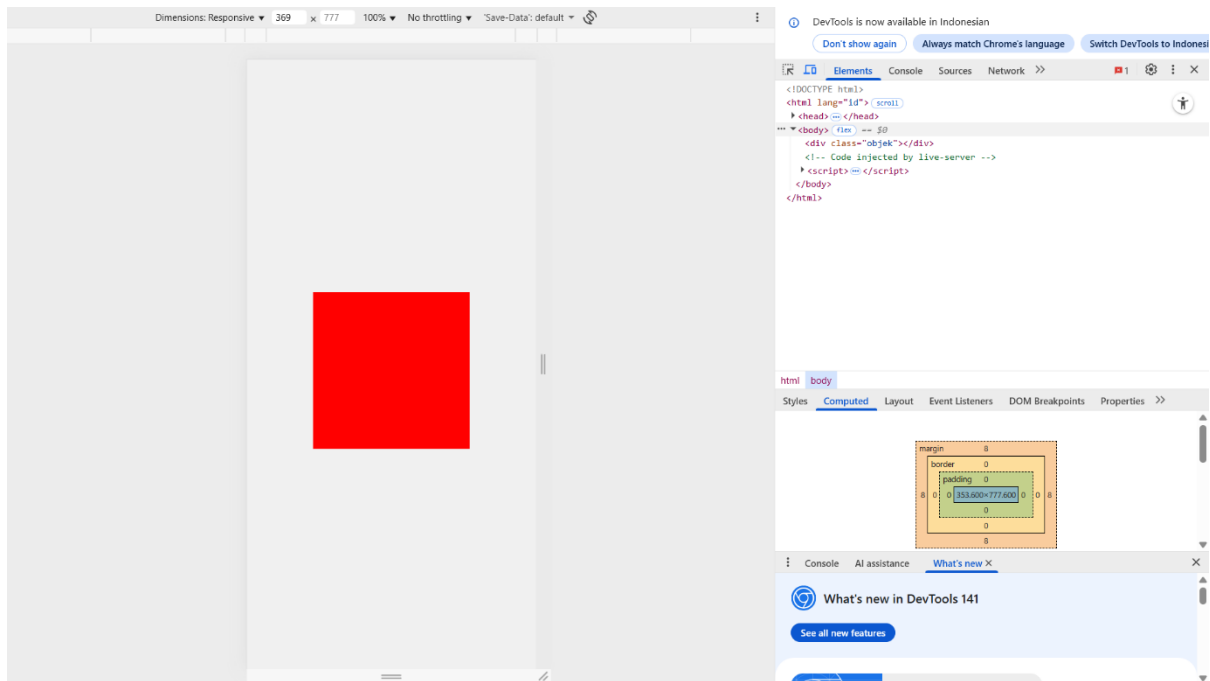 Dimensions: Responsive ▼ 369 x 777 100% ▼ No throttling ▼ 'Save-Data': default ▼
DevTools is now available in Indonesian
Don't show again Always match Chrome's language Switch DevTools to Indonesi
Elements Console Sources Network >> 1
<!DOCTYPE html>
<html lang="id"> scroll
▶ <head> ⋯ </head>
⋯ ▼ <body> flex == $0
<div class="objek"></div>
<!-- Code injected by live-server -->
▶ <script> ⋯ </script>
</body>
</html>
html body
Styles Computed Layout Event Listeners DOM Breakpoints Properties >>
margin 8
border 0
padding 0
8 0 0 353.600×777.600 0 0 8
0
0
8
Console AI assistance What's new ×
What's new in DevTools 141
See all new features